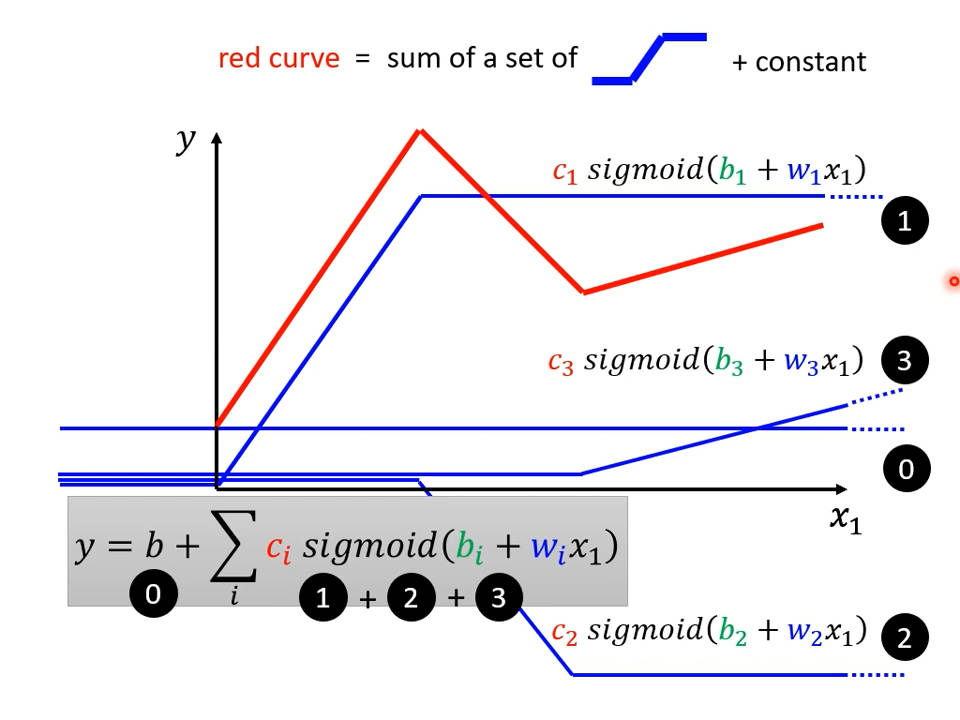 red curve = sum of a set of + constant
y
c₁ sigmoid(b₁ + w₁x₁)
1
c₃ sigmoid(b₃ + w₃x₁)
3
0
x₁
y = b + ∑ᵢ cᵢ sigmoid(bᵢ + wᵢx₁)
0 1 + 2 + 3
c₂ sigmoid(b₂ + w₂x₁)
2